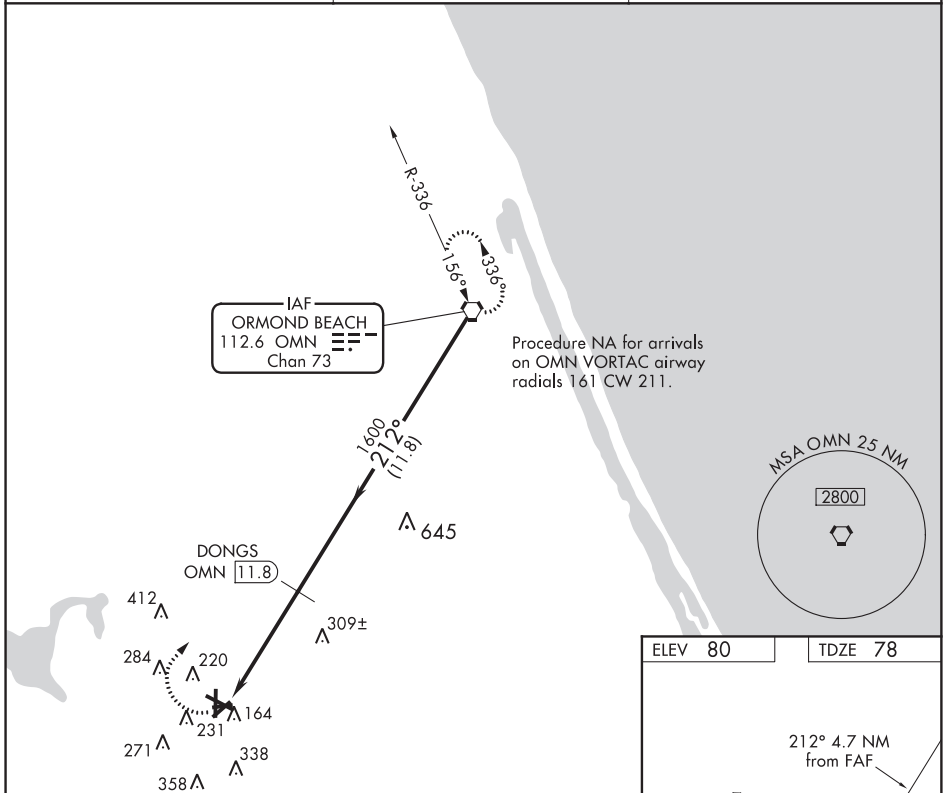 R-336
156°
336°
IAF
ORMOND BEACH
112.6 OMN
Chan 73
Procedure NA for arrivals
on OMN VORTAC airway
radials 161 CW 211.
1600
212°
(11.8)
MSA OMN 25 NM
2800
645
DONGS
OMN 11.8
412
309±
284
220
164
231
271
338
358
ELEV 80
TDZE 78
212° 4.7 NM
from FAF